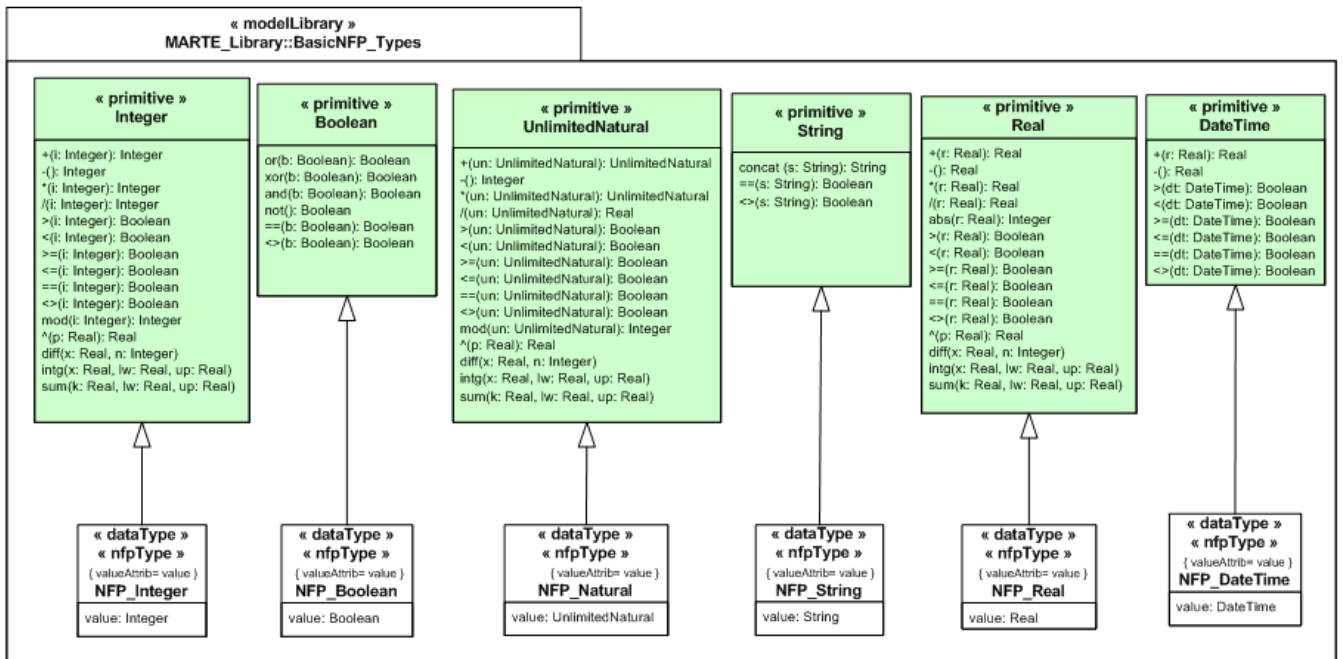 « modelLibrary »
MARTE_Library::BasicNFP_Types
« primitive »
Integer
+(i: Integer): Integer
-(): Integer
*(i: Integer): Integer
/(i: Integer): Integer
>(i: Integer): Boolean
<(i: Integer): Boolean
>=(i: Integer): Boolean
<=(i: Integer): Boolean
==(i: Integer): Boolean
<>(i: Integer): Boolean
mod(i: Integer): Integer
^(p: Real): Real
diff(x: Real, n: Integer)
intg(x: Real, lw: Real, up: Real)
sum(k: Real, lw: Real, up: Real)
« primitive »
Boolean
or(b: Boolean): Boolean
xor(b: Boolean): Boolean
and(b: Boolean): Boolean
not(): Boolean
==(b: Boolean): Boolean
<>(b: Boolean): Boolean
« primitive »
UnlimitedNatural
+(un: UnlimitedNatural): UnlimitedNatural
-(): Integer
*(un: UnlimitedNatural): UnlimitedNatural
/(un: UnlimitedNatural): Real
>(un: UnlimitedNatural): Boolean
<(un: UnlimitedNatural): Boolean
>=(un: UnlimitedNatural): Boolean
<=(un: UnlimitedNatural): Boolean
==(un: UnlimitedNatural): Boolean
<>(un: UnlimitedNatural): Boolean
mod(un: UnlimitedNatural): Integer
^(p: Real): Real
diff(x: Real, n: Integer)
intg(x: Real, lw: Real, up: Real)
sum(k: Real, lw: Real, up: Real)
« primitive »
String
concat (s: String): String
==(s: String): Boolean
<>(s: String): Boolean
« primitive »
Real
+(r: Real): Real
-(): Real
*(r: Real): Real
/(r: Real): Real
abs(r: Real): Integer
>(r: Real): Boolean
<(r: Real): Boolean
>=(r: Real): Boolean
<=(r: Real): Boolean
==(r: Real): Boolean
<>(r: Real): Boolean
^(p: Real): Real
diff(x: Real, n: Integer)
intg(x: Real, lw: Real, up: Real)
sum(k: Real, lw: Real, up: Real)
« primitive »
DateTime
+(r: Real): Real
-(): Real
>(dt: DateTime): Boolean
<(dt: DateTime): Boolean
>=(dt: DateTime): Boolean
<=(dt: DateTime): Boolean
==(dt: DateTime): Boolean
<>(dt: DateTime): Boolean
« dataType »
« nfpType »
{ valueAttrib= value }
NFP_Integer
value: Integer
« dataType »
« nfpType »
{ valueAttrib= value }
NFP_Boolean
value: Boolean
« dataType »
« nfpType »
{ valueAttrib= value }
NFP_Natural
value: UnlimitedNatural
« dataType »
« nfpType »
{ valueAttrib= value }
NFP_String
value: String
« dataType »
« nfpType »
{ valueAttrib= value }
NFP_Real
value: Real
« dataType »
« nfpType »
{ valueAttrib= value }
NFP_DateTime
value: DateTime